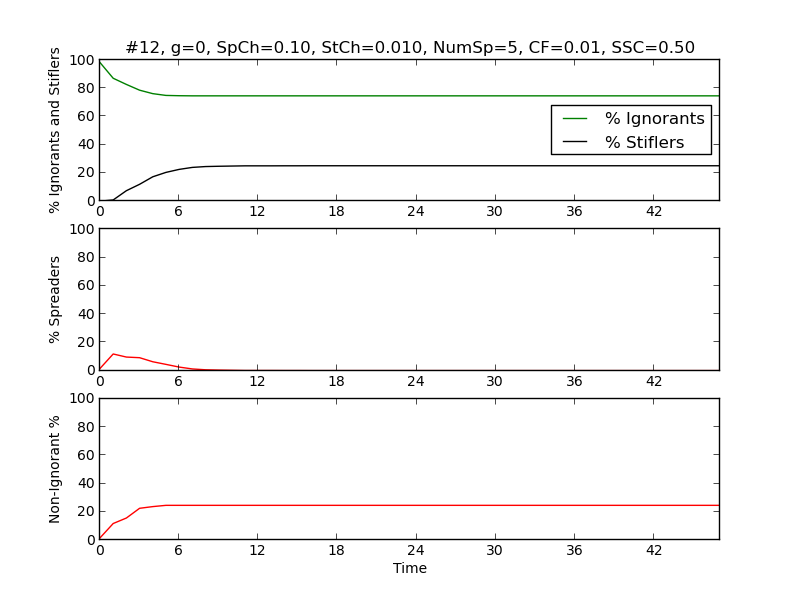 #12, g=0, SpCh=0.10, StCh=0.010, NumSp=5, CF=0.01, SSC=0.50
% Ignorants and Stiflers
100
80
60
40
20
0
% Ignorants
% Stiflers
0 6 12 18 24 30 36 42
% Spreaders
100
80
60
40
20
0
0 6 12 18 24 30 36 42
Non-Ignorant %
100
80
60
40
20
0
0 6 12 18 24 30 36 42
Time